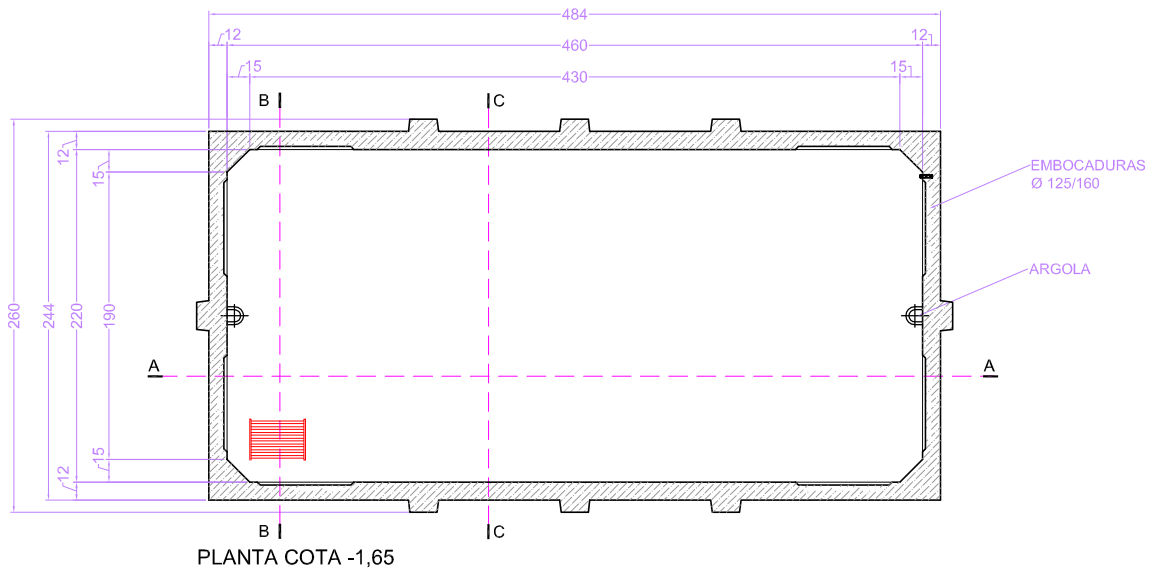 484
12
460
12
15
430
15
B
C
260
244
12
220
15
190
EMBOCADURAS
Ø 125/160
ARGOLA
A
A
15
12
B
C
PLANTA COTA -1,65